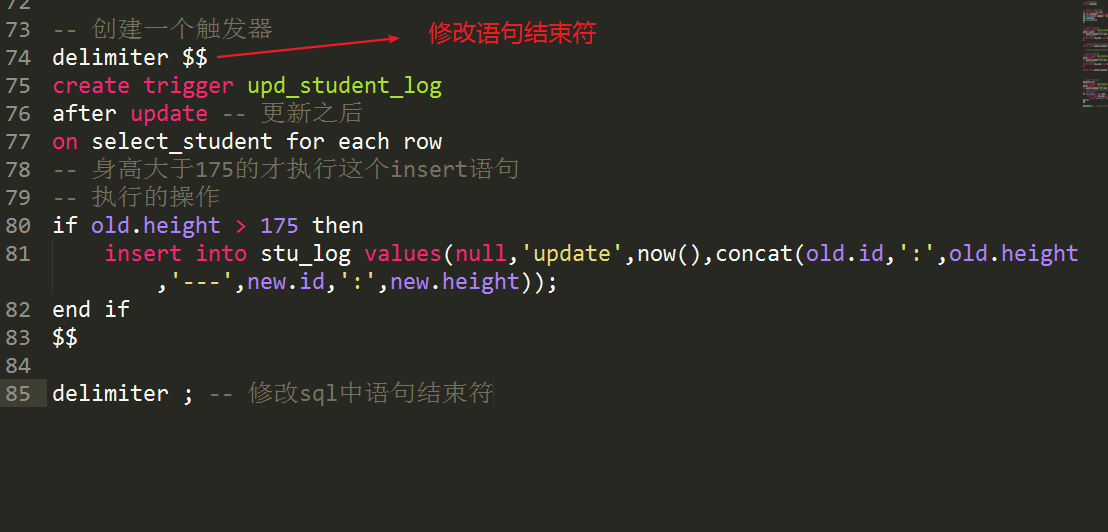 72
73 -- 创建一个触发器
修改语句结束符
74 delimiter $$
75 create trigger upd_student_log
76 after update -- 更新之后
77 on select_student for each row
78 -- 身高大于175的才执行这个insert语句
79 -- 执行的操作
80 if old.height > 175 then
81 insert into stu_log values(null,'update',now(),concat(old.id,':',old.height
,'---',new.id,':',new.height));
82 end if
83 $$
84
85 delimiter ; -- 修改sql中语句结束符